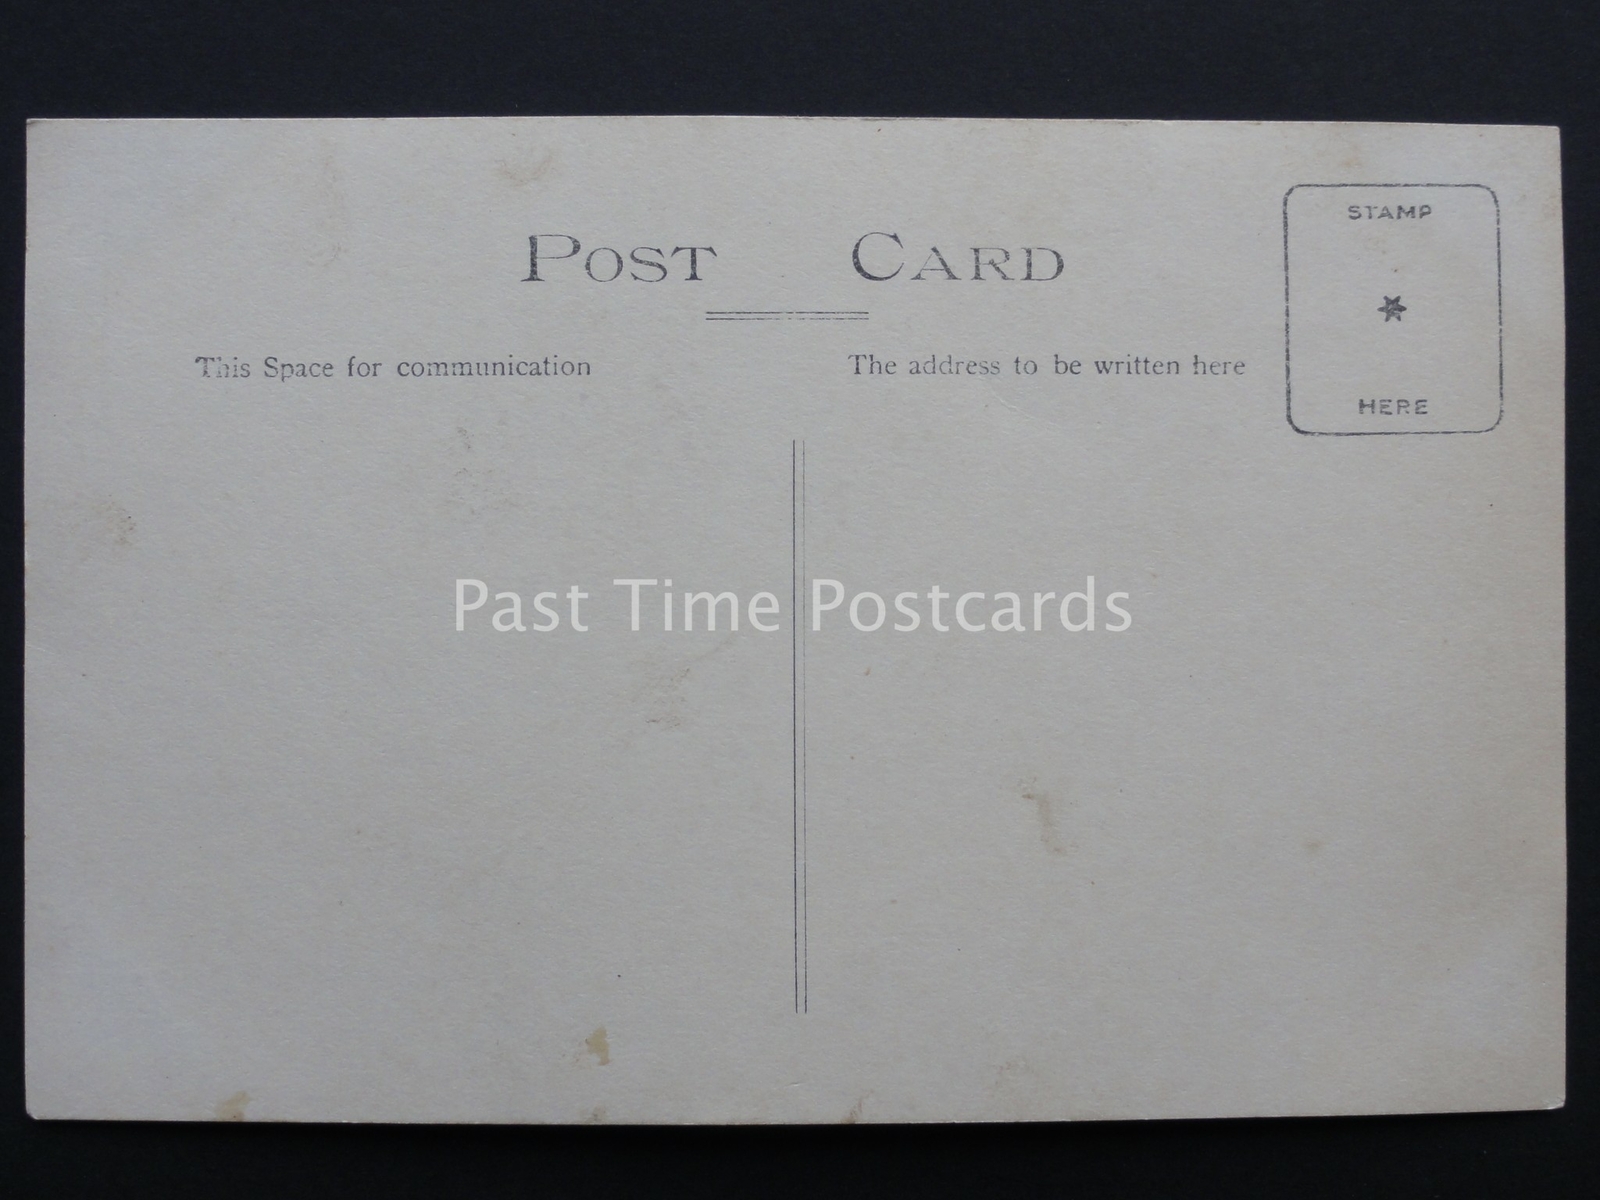 POST CARD
STAMP
HERE
This Space for communication
The address to be written here
Past Time Postcards